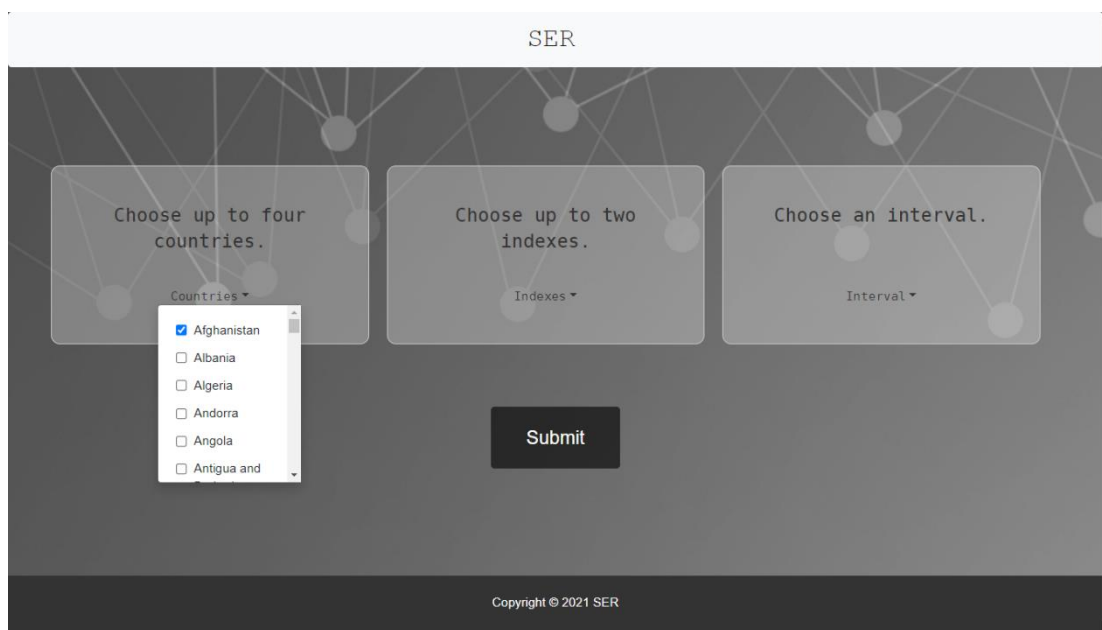 SER
Choose up to four
countries.
Choose up to two
indexes.
Choose an interval.
Countries
Indexes
Interval
Afghanistan
Albania
Algeria
Andorra
Angola
Antigua and
Submit
Copyright © 2021 SER